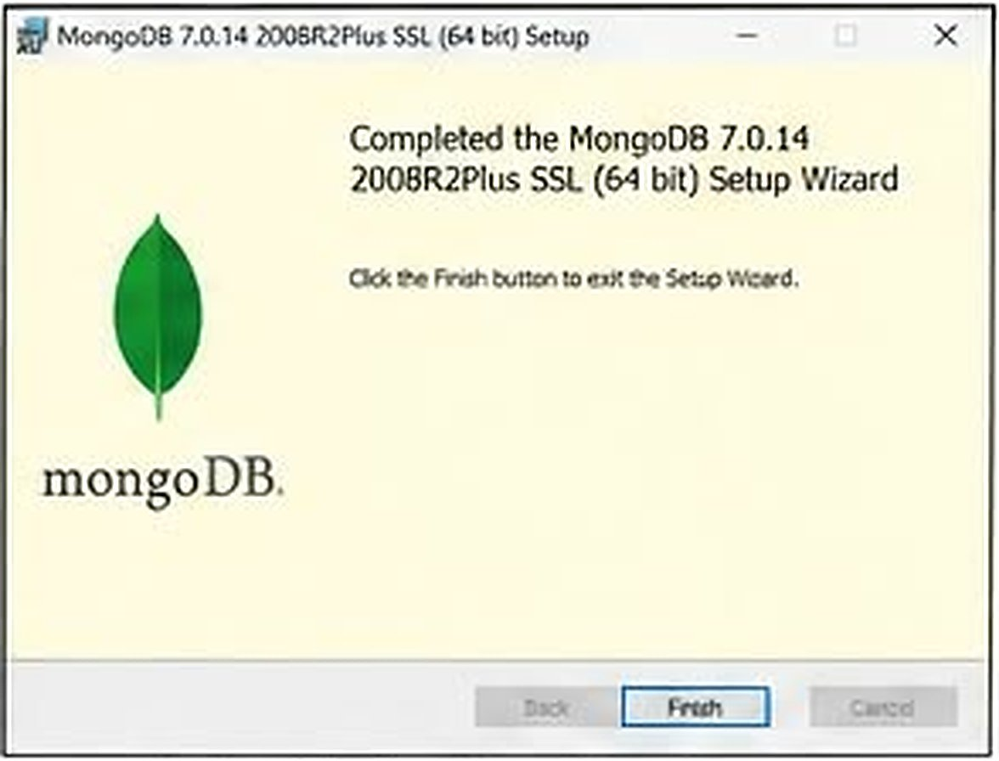 MongoDB 7.0.14 2008R2Plus SSL (64 bit) Setup
Completed the MongoDB 7.0.14
2008R2Plus SSL (64 bit) Setup Wizard
Click the Finish button to exit the Setup Wizard.
mongoDB.
Back
Finish
Cancel